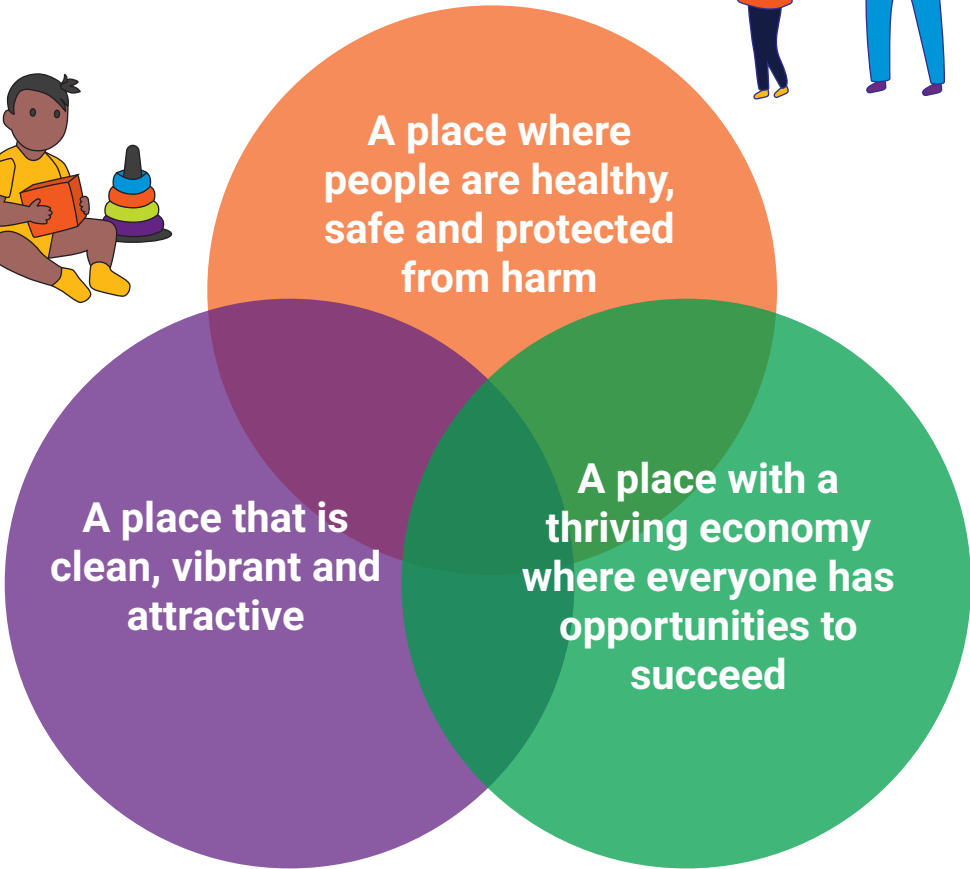 A place where
people are healthy,
safe and protected
from harm
A place that is
clean, vibrant and
attractive
A place with a
thriving economy
where everyone has
opportunities to
succeed